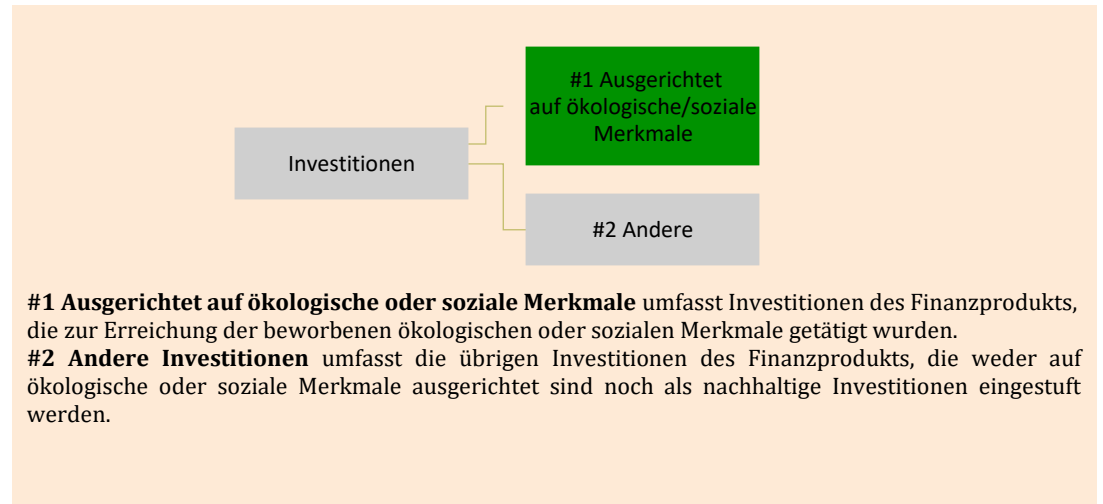 #1 Ausgerichtet
auf ökologische/soziale
Merkmale
Investitionen
#2 Andere
#1 Ausgerichtet auf ökologische oder soziale Merkmale umfasst Investitionen des Finanzprodukts,
die zur Erreichung der beworbenen ökologischen oder sozialen Merkmale getätigt wurden.
#2 Andere Investitionen umfasst die übrigen Investitionen des Finanzprodukts, die weder auf
ökologische oder soziale Merkmale ausgerichtet sind noch als nachhaltige Investitionen eingestuft
werden.